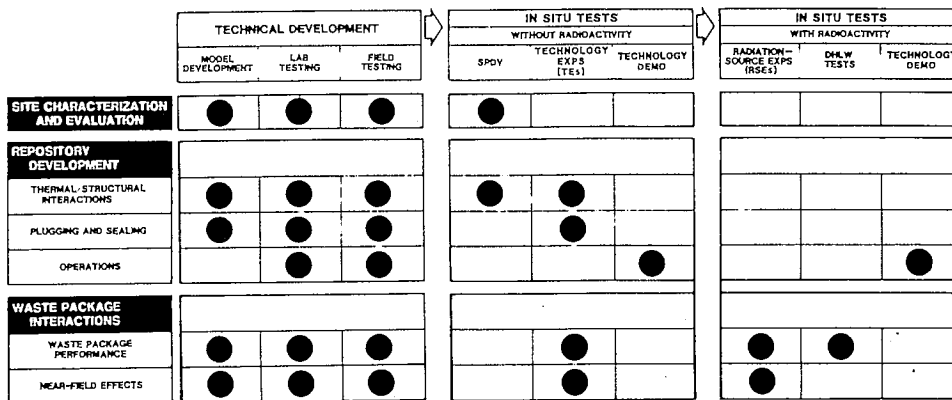 TECHNICAL DEVELOPMENT
MODEL
DEVELOPMENT
LAB
TESTING
FIELD
TESTING
IN SITU TESTS
WITHOUT RADIOACTIVITY
SPDV
TECHNOLOGY
EXPS
(TEs)
TECHNOLOGY
DEMO
IN SITU TESTS
WITH RADIOACTIVITY
RADIATION-
SOURCE EXPS
(RSEs)
DHLW
TESTS
TECHNOLOGY
DEMO
SITE CHARACTERIZATION
AND EVALUATION
REPOSITORY
DEVELOPMENT
THERMAL-STRUCTURAL
INTERACTIONS
PLUGGING AND SEALING
OPERATIONS
WASTE PACKAGE
INTERACTIONS
WASTE PACKAGE
PERFORMANCE
NEAR-FIELD EFFECTS